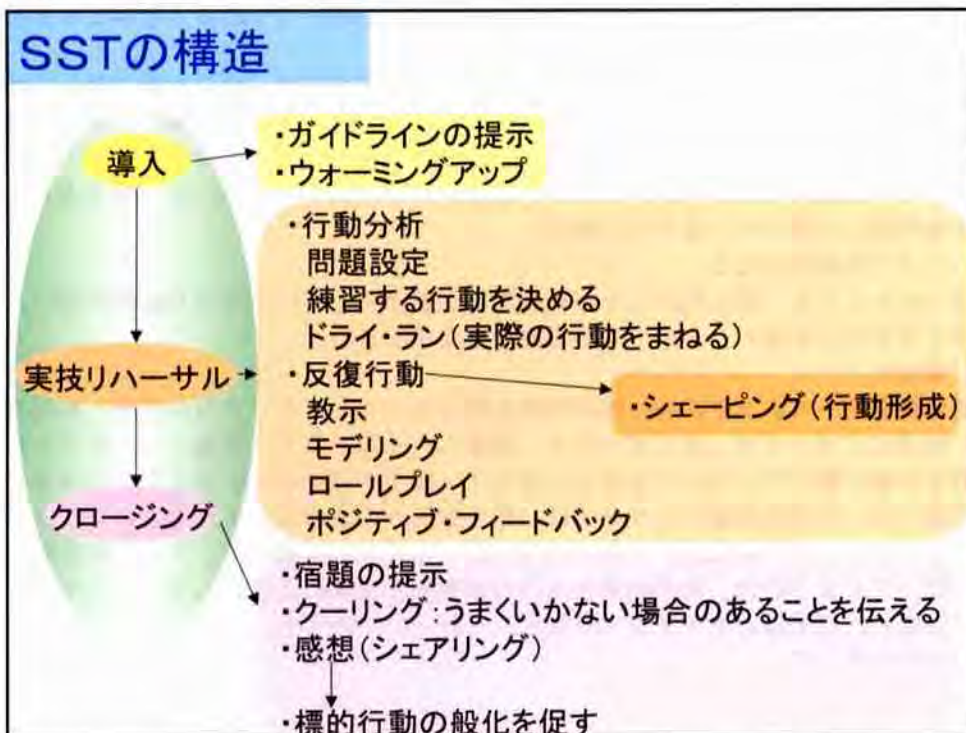 SSTの構造
導入
・ガイドラインの提示
・ウォーミングアップ
実技リハーサル
・行動分析
問題設定
練習する行動を決める
ドライ・ラン(実際の行動をまねる)
・反復行動
教示
モデリング
ロールプレイ
ポジティブ・フィードバック
・シェーピング(行動形成)
クロージング
・宿題の提示
・クーリング:うまくいかない場合のあることを伝える
・感想(シェアリング)
・標的行動の般化を促す